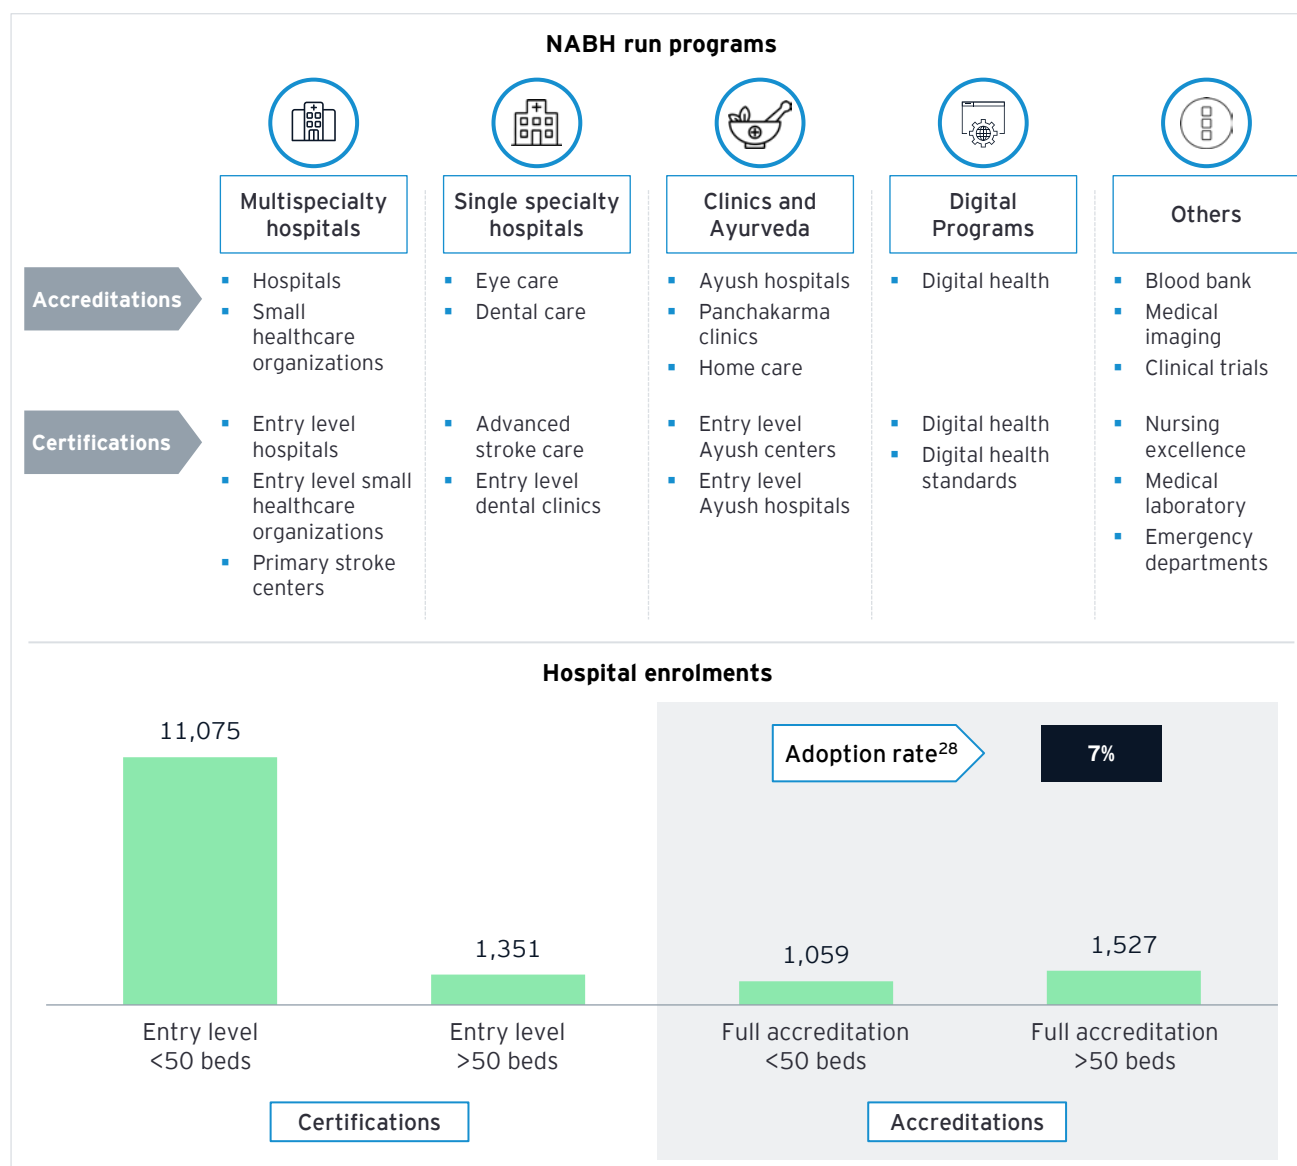 NABH run programs
Multispecialty
hospitals
Single specialty
hospitals
Clinics and
Ayurveda
Digital
Programs
Others
Accreditations
▪ Hospitals
▪ Small
healthcare
organizations
▪ Eye care
▪ Dental care
▪ Ayush hospitals
▪ Panchakarma
clinics
▪ Home care
▪ Digital health
▪ Blood bank
▪ Medical
imaging
▪ Clinical trials
Certifications
▪ Entry level
hospitals
▪ Entry level small
healthcare
organizations
▪ Primary stroke
centers
▪ Advanced
stroke care
▪ Entry level
dental clinics
▪ Entry level
Ayush centers
▪ Entry level
Ayush hospitals
▪ Digital health
▪ Digital health
standards
▪ Nursing
excellence
▪ Medical
laboratory
▪ Emergency
departments
Hospital enrolments
Adoption rate28
7%
11,075
1,351
1,059
1,527
Entry level
<50 beds
Entry level
>50 beds
Full accreditation
<50 beds
Full accreditation
>50 beds
Certifications
Accreditations